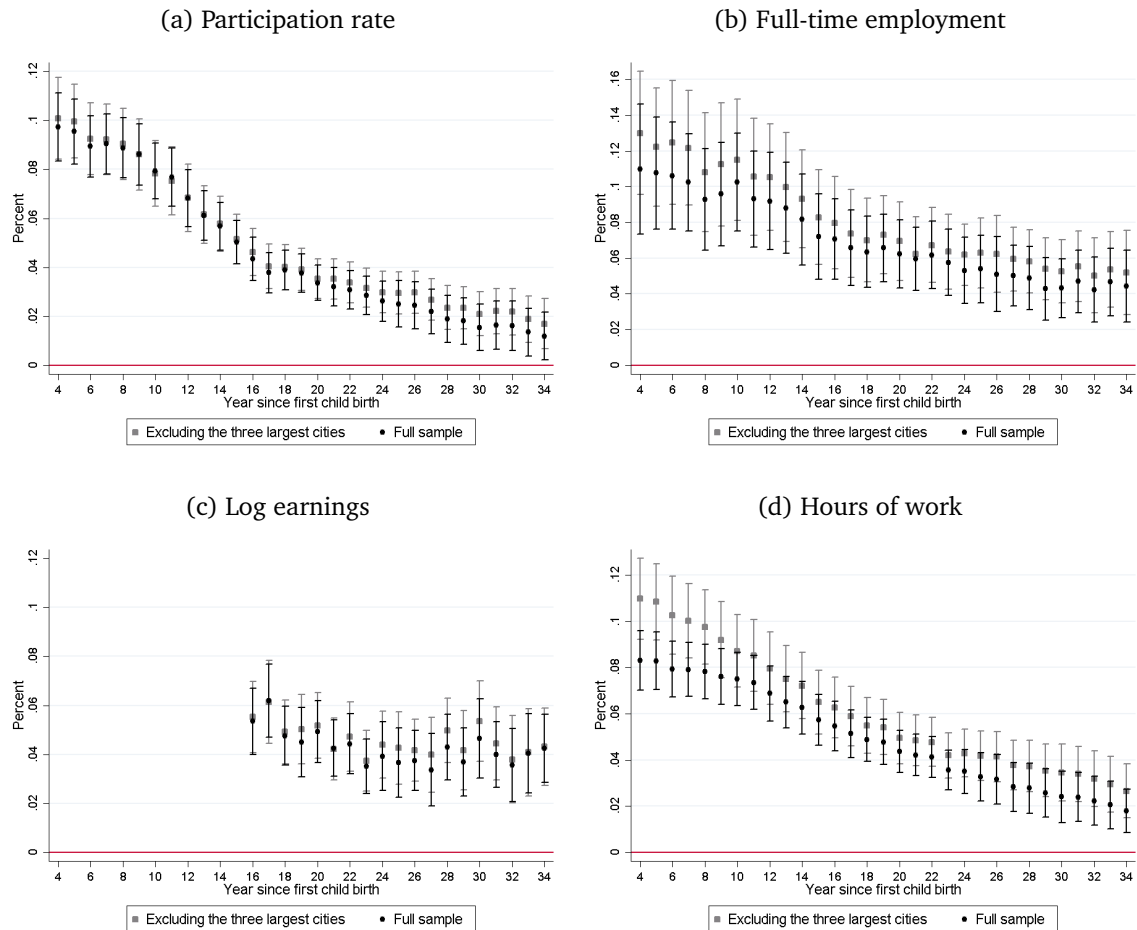 (a) Participation rate
(b) Full-time employment
Percent
0 .02 .04 .06 .08 .1 .12
4 6 8 10 12 14 16 18 20 22 24 26 28 30 32 34
Year since first child birth
Excluding the three largest cities Full sample
Percent
0 .02 .04 .06 .08 .1 .12 .14 .16
4 6 8 10 12 14 16 18 20 22 24 26 28 30 32 34
Year since first child birth
Excluding the three largest cities Full sample
(c) Log earnings
(d) Hours of work
Percent
0 .02 .04 .06 .08 .1 .12
4 6 8 10 12 14 16 18 20 22 24 26 28 30 32 34
Year since first child birth
Excluding the three largest cities Full sample
Percent
0 .02 .04 .06 .08 .1 .12
4 6 8 10 12 14 16 18 20 22 24 26 28 30 32 34
Year since first child birth
Excluding the three largest cities Full sample